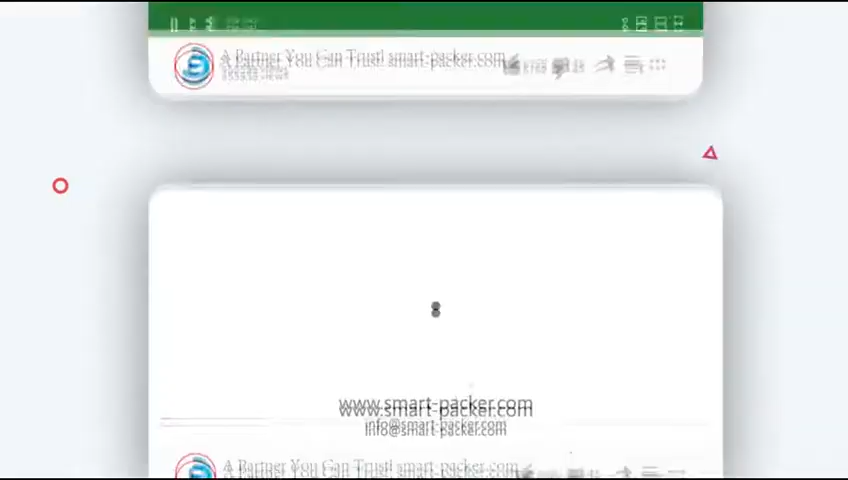 A Partner You Can Trust! smart-packer.com
www.smart-packer.com
info@smart-packer.com
A Partner You Can Trust! smart-packer.com